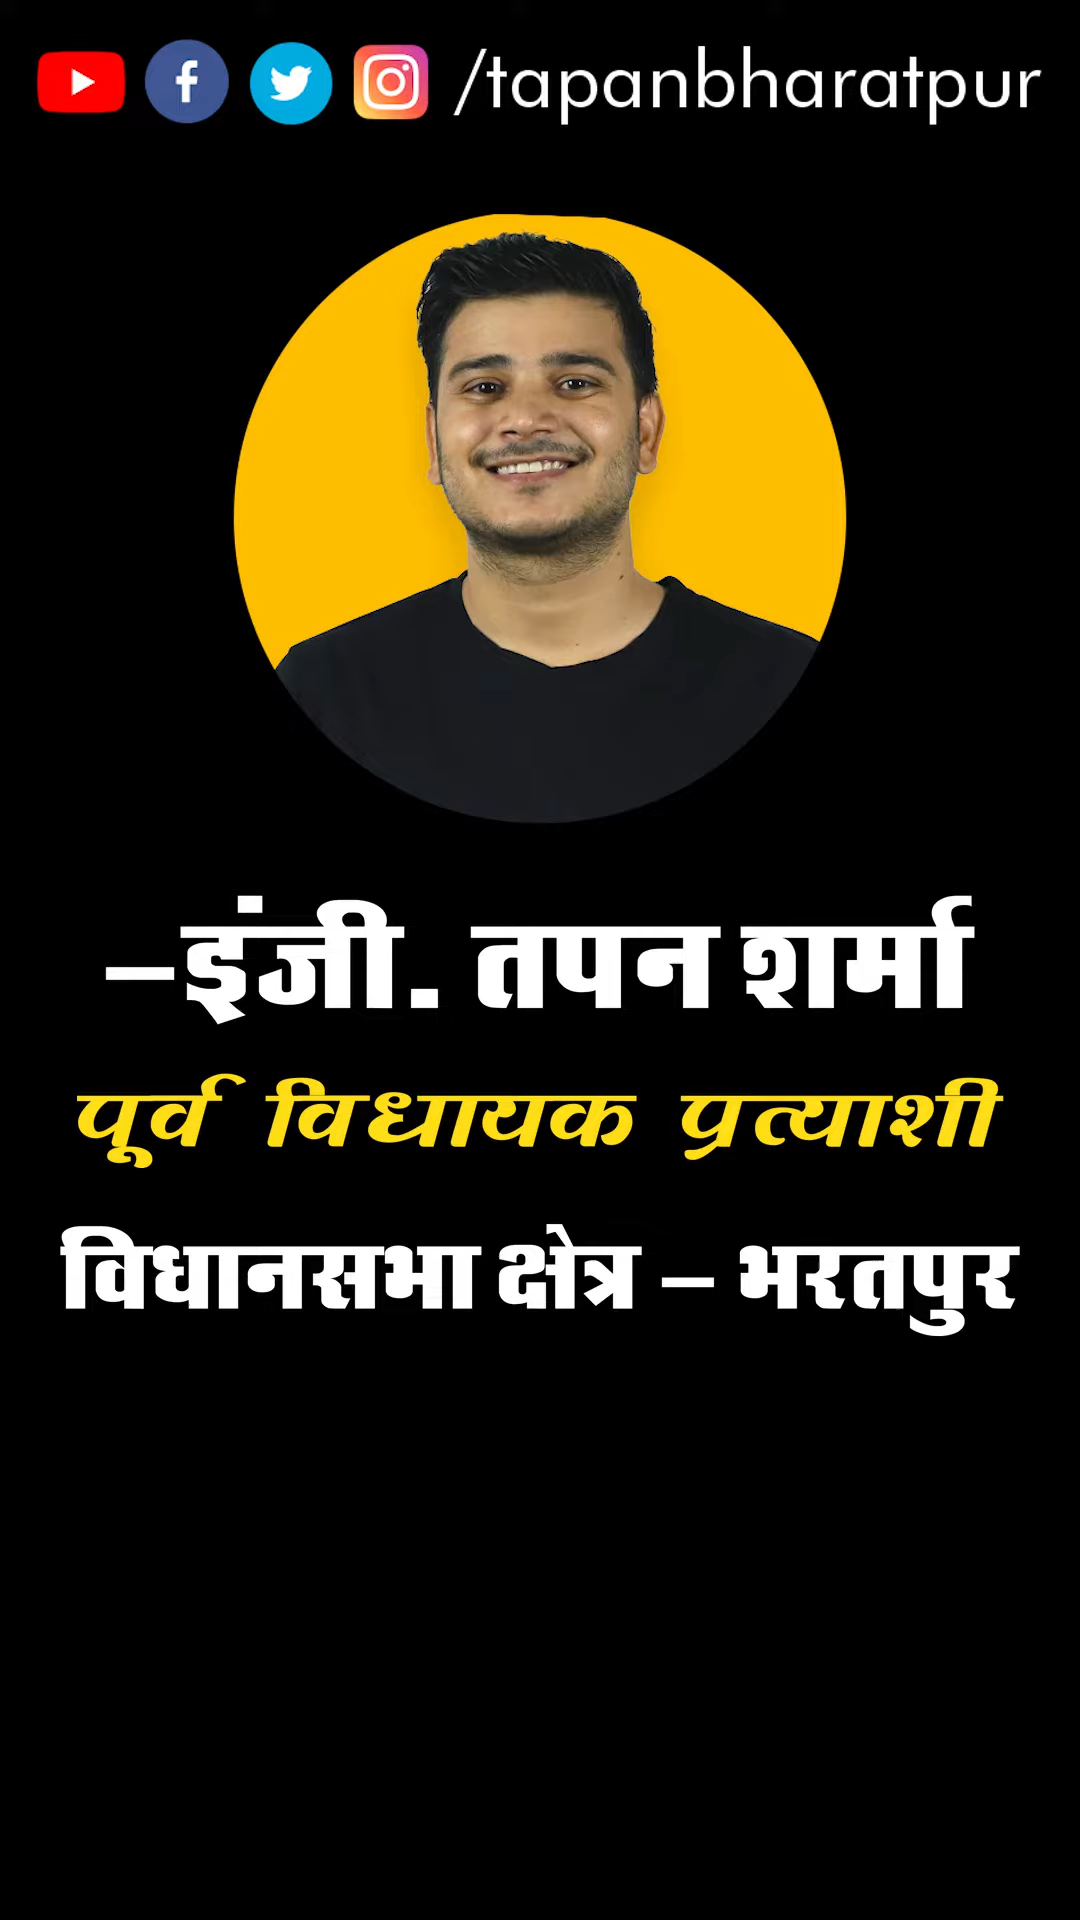 /tapanbharatpur
–इंजी. तपन शर्मा
पूर्व विधायक प्रत्याशी
विधानसभा क्षेत्र – भरतपुर